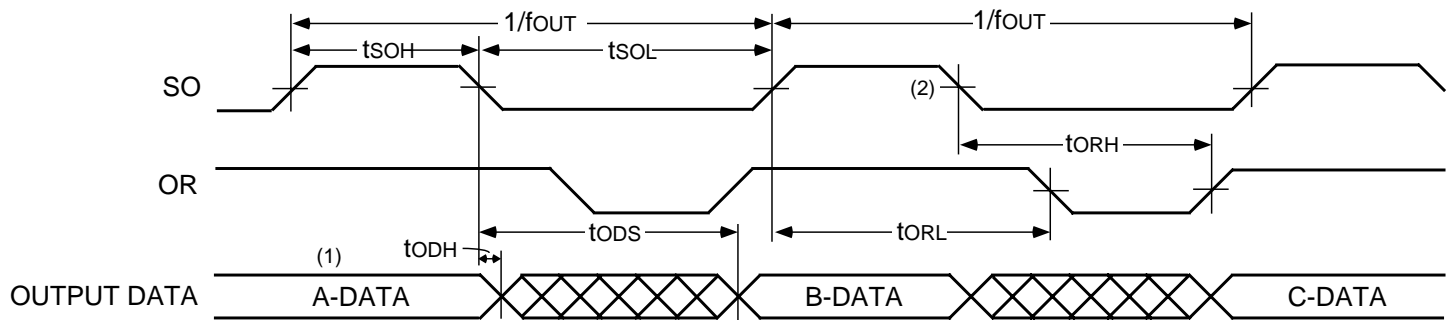 1/fOUT 1/fOUT
tSOH tSOL
SO (2)
tORH
OR
tODS tORL
tODH
(1)
OUTPUT DATA A-DATA B-DATA C-DATA